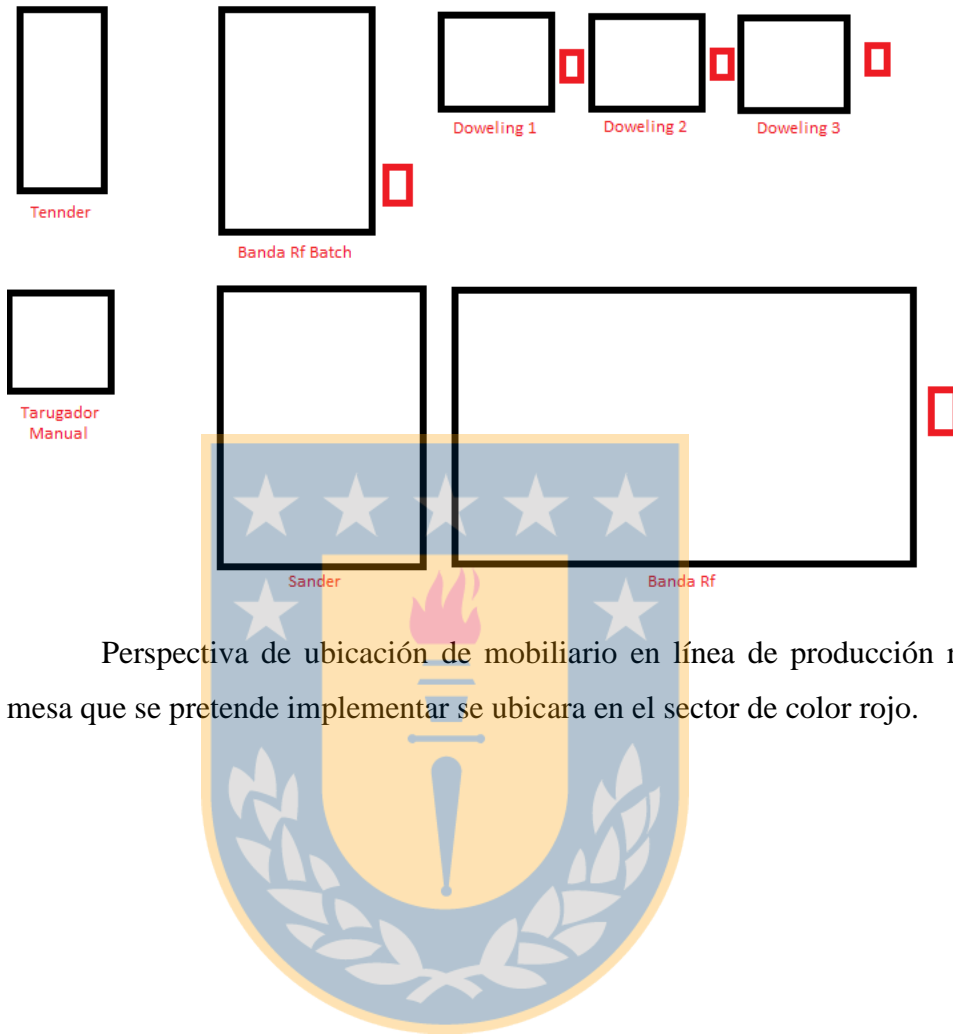 Doweling 1
Doweling 2
Doweling 3
Tennder
Banda Rf Batch
Tarugador
Manual
Sander
Banda Rf
Perspectiva de ubicación de mobiliario en línea de producción
mesa que se pretende implementar se ubicara en el sector de color rojo.